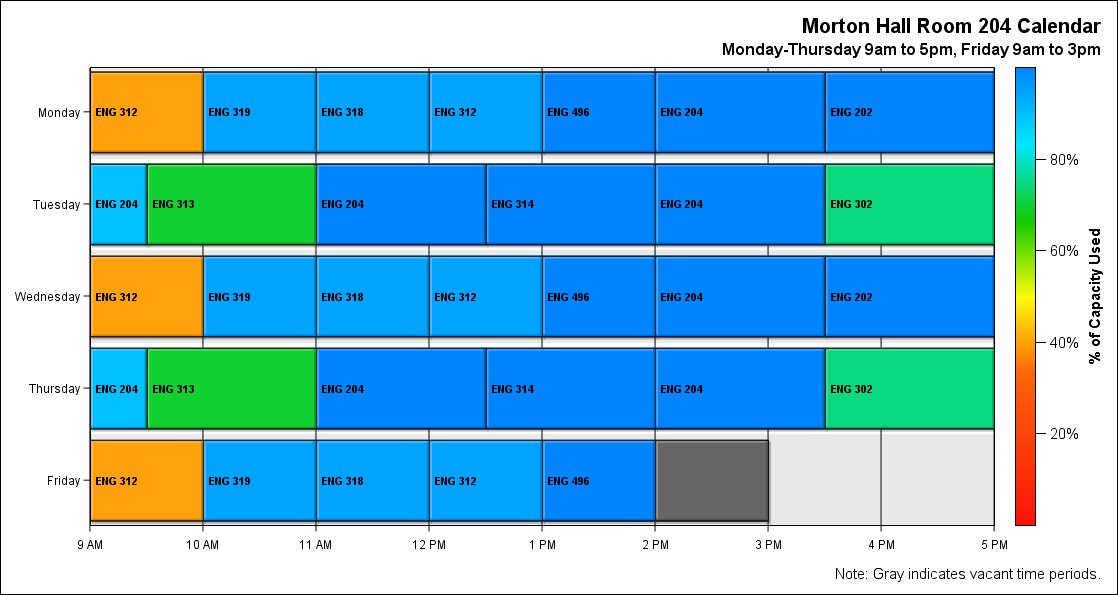 Morton Hall Room 204 Calendar
Monday-Thursday 9am to 5pm, Friday 9am to 3pm
Monday ENG 312 ENG 319 ENG 318 ENG 312 ENG 496 ENG 204 ENG 202
Tuesday ENG 204 ENG 313 ENG 204 ENG 314 ENG 204 ENG 302
Wednesday ENG 312 ENG 319 ENG 318 ENG 312 ENG 496 ENG 204 ENG 202
Thursday ENG 204 ENG 313 ENG 204 ENG 314 ENG 204 ENG 302
Friday ENG 312 ENG 319 ENG 318 ENG 312 ENG 496
9 AM 10 AM 11 AM 12 PM 1 PM 2 PM 3 PM 4 PM 5 PM
80%
60%
40%
20%
% of Capacity Used
Note: Gray indicates vacant time periods.